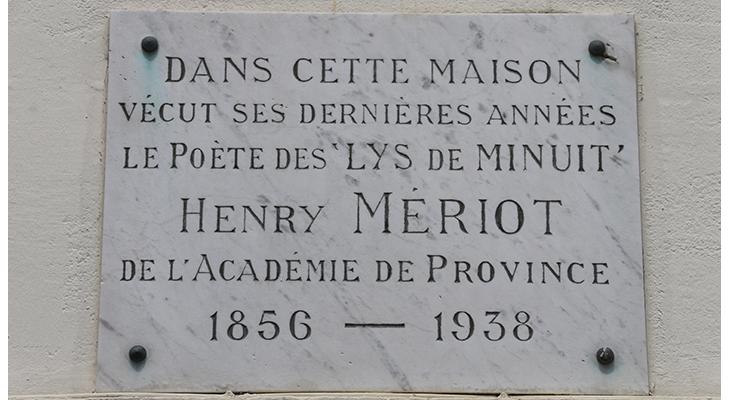 DANS CETTE MAISON
VÉCUT SES DERNIÈRES ANNÉES
LE POÈTE DES 'LYS DE MINUIT'
HENRY MÉRIOT
DE L'ACADÉMIE DE PROVINCE
1856 — 1938